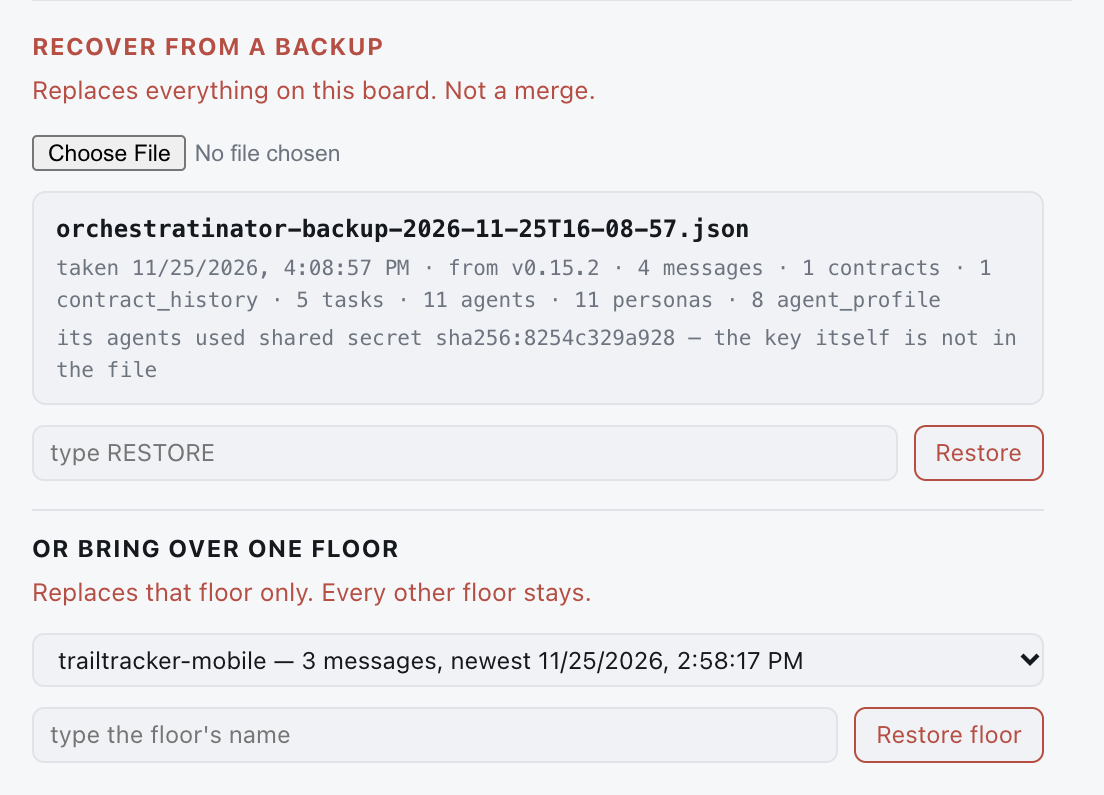 RECOVER FROM A BACKUP
Replaces everything on this board. Not a merge.
Choose File No file chosen
orchestratinator-backup-2026-11-25T16-08-57.json
taken 11/25/2026, 4:08:57 PM · from v0.15.2 · 4 messages · 1 contracts · 1
contract_history · 5 tasks · 11 agents · 11 personas · 8 agent_profile
its agents used shared secret sha256:8254c329a928 — the key itself is not in
the file
type RESTORE Restore
OR BRING OVER ONE FLOOR
Replaces that floor only. Every other floor stays.
trailtracker-mobile — 3 messages, newest 11/25/2026, 2:58:17 PM
type the floor's name Restore floor